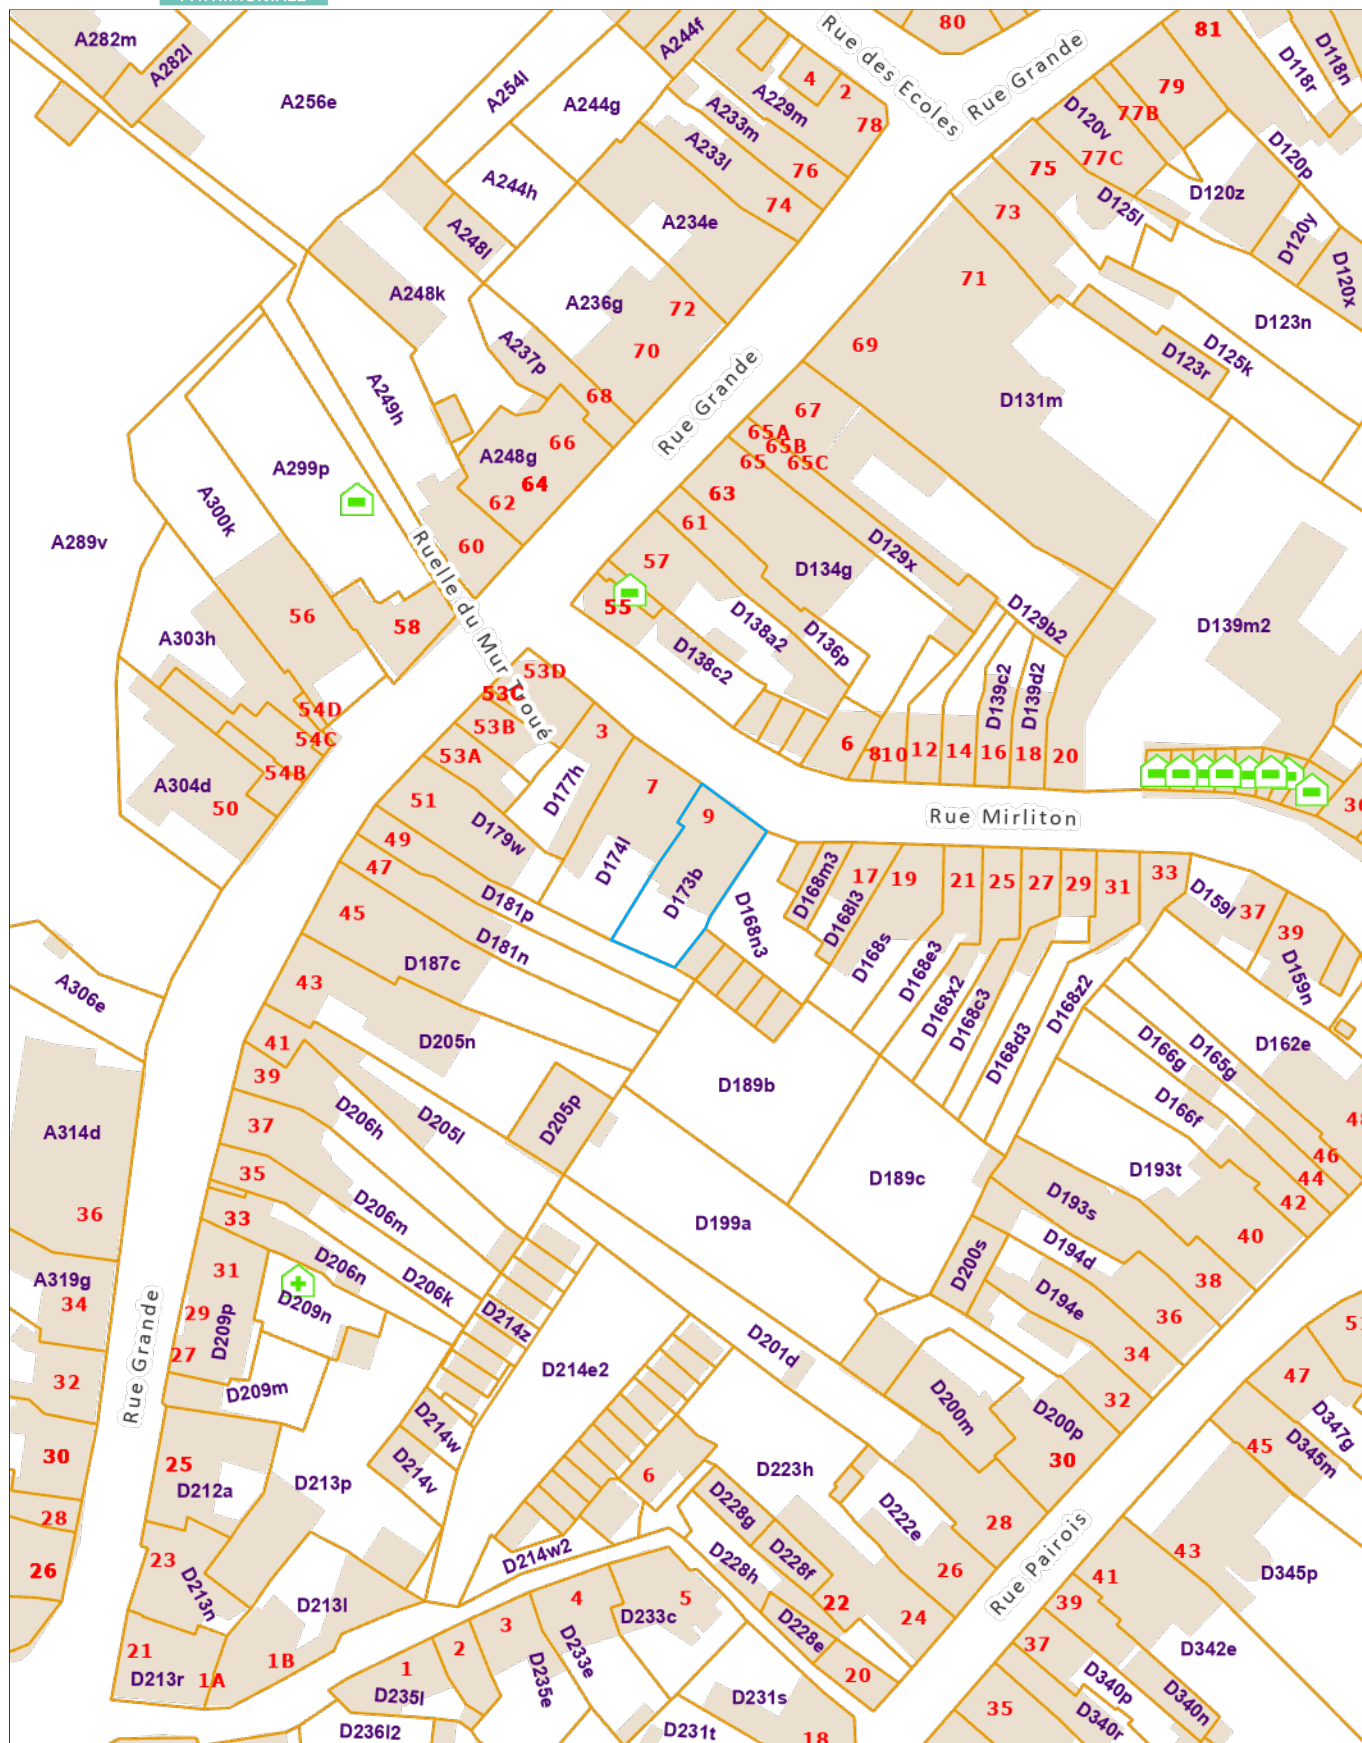 80
81
A282m
A244f
Rue des Ecoles
Rue Grande
D118n
D118r
A282l
A254l
4
2
79
A256e
A244g
A229m
77B
A233m
78
D120v
A233l
77C
D120p
76
75
A244h
D120z
74
73
D125l
A234e
A248l
D120y
71
D120x
A248k
A236g
72
D123n
69
70
A237p
D125k
D123r
Rue Grande
A249h
68
D131m
67
65A
66
65B
A248g
65
65C
A299p
64
63
62
A300k
61
A289v
60
D129x
57
D134g
Ruelle du Mur Troué
55
56
D138a2
D129b2
58
D136p
D139m2
A303h
D138c2
53D
D139c2
D139d2
53C
54D
53B
3
54C
6
8
10
12
14
16
18
20
53A
54B
A304d
7
D177h
50
51
9
Rue Mirliton
36
D179w
49
47
D174l
D173b
D168m3
17
19
21
25
27
29
31
33
D181p
45
D168n3
D168l3
D159l
37
39
D181n
D187c
D168s
D168e3
43
D159n
A306e
D168x2
D168c3
D168z2
41
D205n
D166g
D165g
D162e
39
D189b
D168d3
D206h
D205l
D205p
D166f
37
A314d
48
46
35
D193t
44
D189c
D206m
42
36
33
D199a
D193s
40
D206n
D194d
31
D206k
D200s
A319g
38
34
29
D209n
D194e
D209p
D214z
36
Rue Grande
27
D201d
34
D214e2
32
D209m
47
32
D214w
D200m
D200p
D347g
30
45
25
D214v
30
D345m
D212a
D213p
6
D223h
D228g
28
D222e
28
Rue Pairois
23
D214w2
43
26
D228f
D228h
26
41
D345p
D213n
4
5
D213l
22
39
3
D233c
24
21
D228e
37
1B
2
D233e
D342e
D213r
1A
1
D235e
20
D340p
D235l
D231s
D340n
35
D236l2
D231t
18
D340r